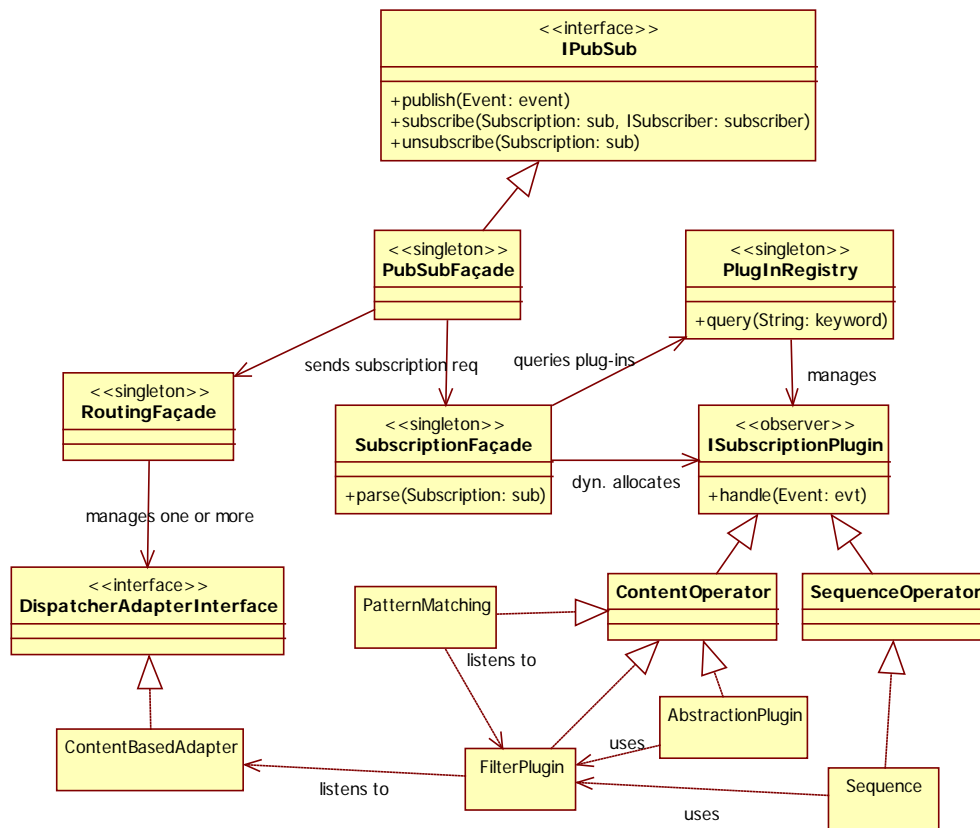 <<interface>>
IPubSub
+publish(Event: event)
+subscribe(Subscription: sub, ISubscriber: subscriber)
+unsubscribe(Subscription: sub)
<<singleton>>
PubSubFaçade
<<singleton>>
PlugInRegistry
+query(String: keyword)
sends subscription req
queries plug-ins
manages
<<singleton>>
RoutingFaçade
<<singleton>>
SubscriptionFaçade
+parse(Subscription: sub)
dyn. allocates
<<observer>>
ISubscriptionPlugin
+handle(Event: evt)
manages one or more
<<interface>>
DispatcherAdapterInterface
PatternMatching
ContentOperator
SequenceOperator
listens to
AbstractionPlugin
ContentBasedAdapter
FilterPlugin
uses
Sequence
listens to
uses